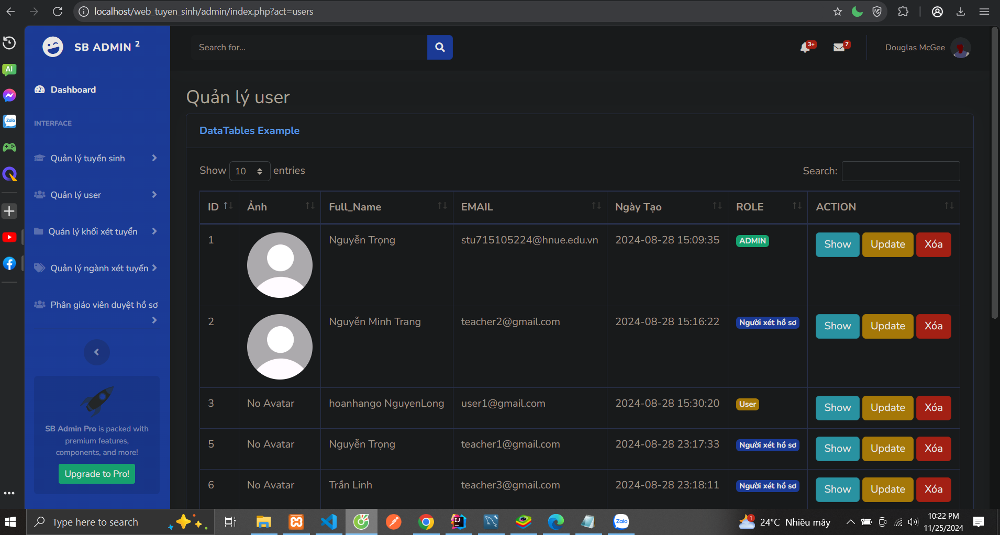 localhost/web_tuyen_sinh/admin/index.php?act=users
SB ADMIN 2
Search for...
3+
7
Douglas McGee
AI
Zalo
Dashboard
INTERFACE
Quản lý tuyển sinh
Quản lý user
Quản lý khối xét tuyển
Quản lý ngành xét tuyển
Phân giáo viên duyệt hồ sơ
SB Admin Pro is packed with
premium features,
components, and more!
Upgrade to Pro!
Quản lý user
DataTables Example
Show 10 entries
Search:
ID Ảnh Full_Name EMAIL Ngày Tạo ROLE ACTION
1 Nguyễn Trọng stu715105224@hnue.edu.vn 2024-08-28 15:09:35 ADMIN Show Update Xóa
2 Nguyễn Minh Trang teacher2@gmail.com 2024-08-28 15:16:22 Người xét hồ sơ Show Update Xóa
3 No Avatar hoanhango NguyenLong user1@gmail.com 2024-08-28 15:30:20 User Show Update Xóa
5 No Avatar Nguyễn Trọng teacher1@gmail.com 2024-08-28 23:17:33 Người xét hồ sơ Show Update Xóa
6 No Avatar Trần Linh teacher3@gmail.com 2024-08-28 23:18:11 Người xét hồ sơ Show Update Xóa
Type here to search
IJ
Zalo
1
24°C Nhiều mây
10:22 PM
11/25/2024